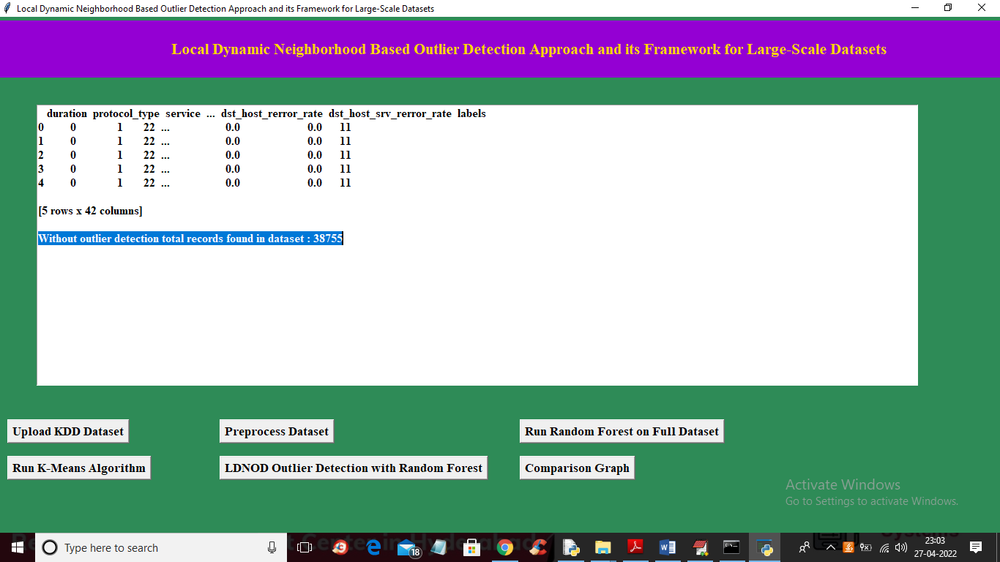 Local Dynamic Neighborhood Based Outlier Detection Approach and its Framework for Large-Scale Datasets
Local Dynamic Neighborhood Based Outlier Detection Approach and its Framework for Large-Scale Datasets
duration protocol_type service ... dst_host_rerror_rate dst_host_srv_rerror_rate labels
0 0 1 22 ... 0.0 0.0 11
1 0 1 22 ... 0.0 0.0 11
2 0 1 22 ... 0.0 0.0 11
3 0 1 22 ... 0.0 0.0 11
4 0 1 22 ... 0.0 0.0 11
[5 rows x 42 columns]
Without outlier detection total records found in dataset : 38755
Upload KDD Dataset Preprocess Dataset Run Random Forest on Full Dataset
Run K-Means Algorithm LDNOD Outlier Detection with Random Forest Comparison Graph
Activate Windows
Go to Settings to activate Windows.
Type here to search
18
23:03
27-04-2022